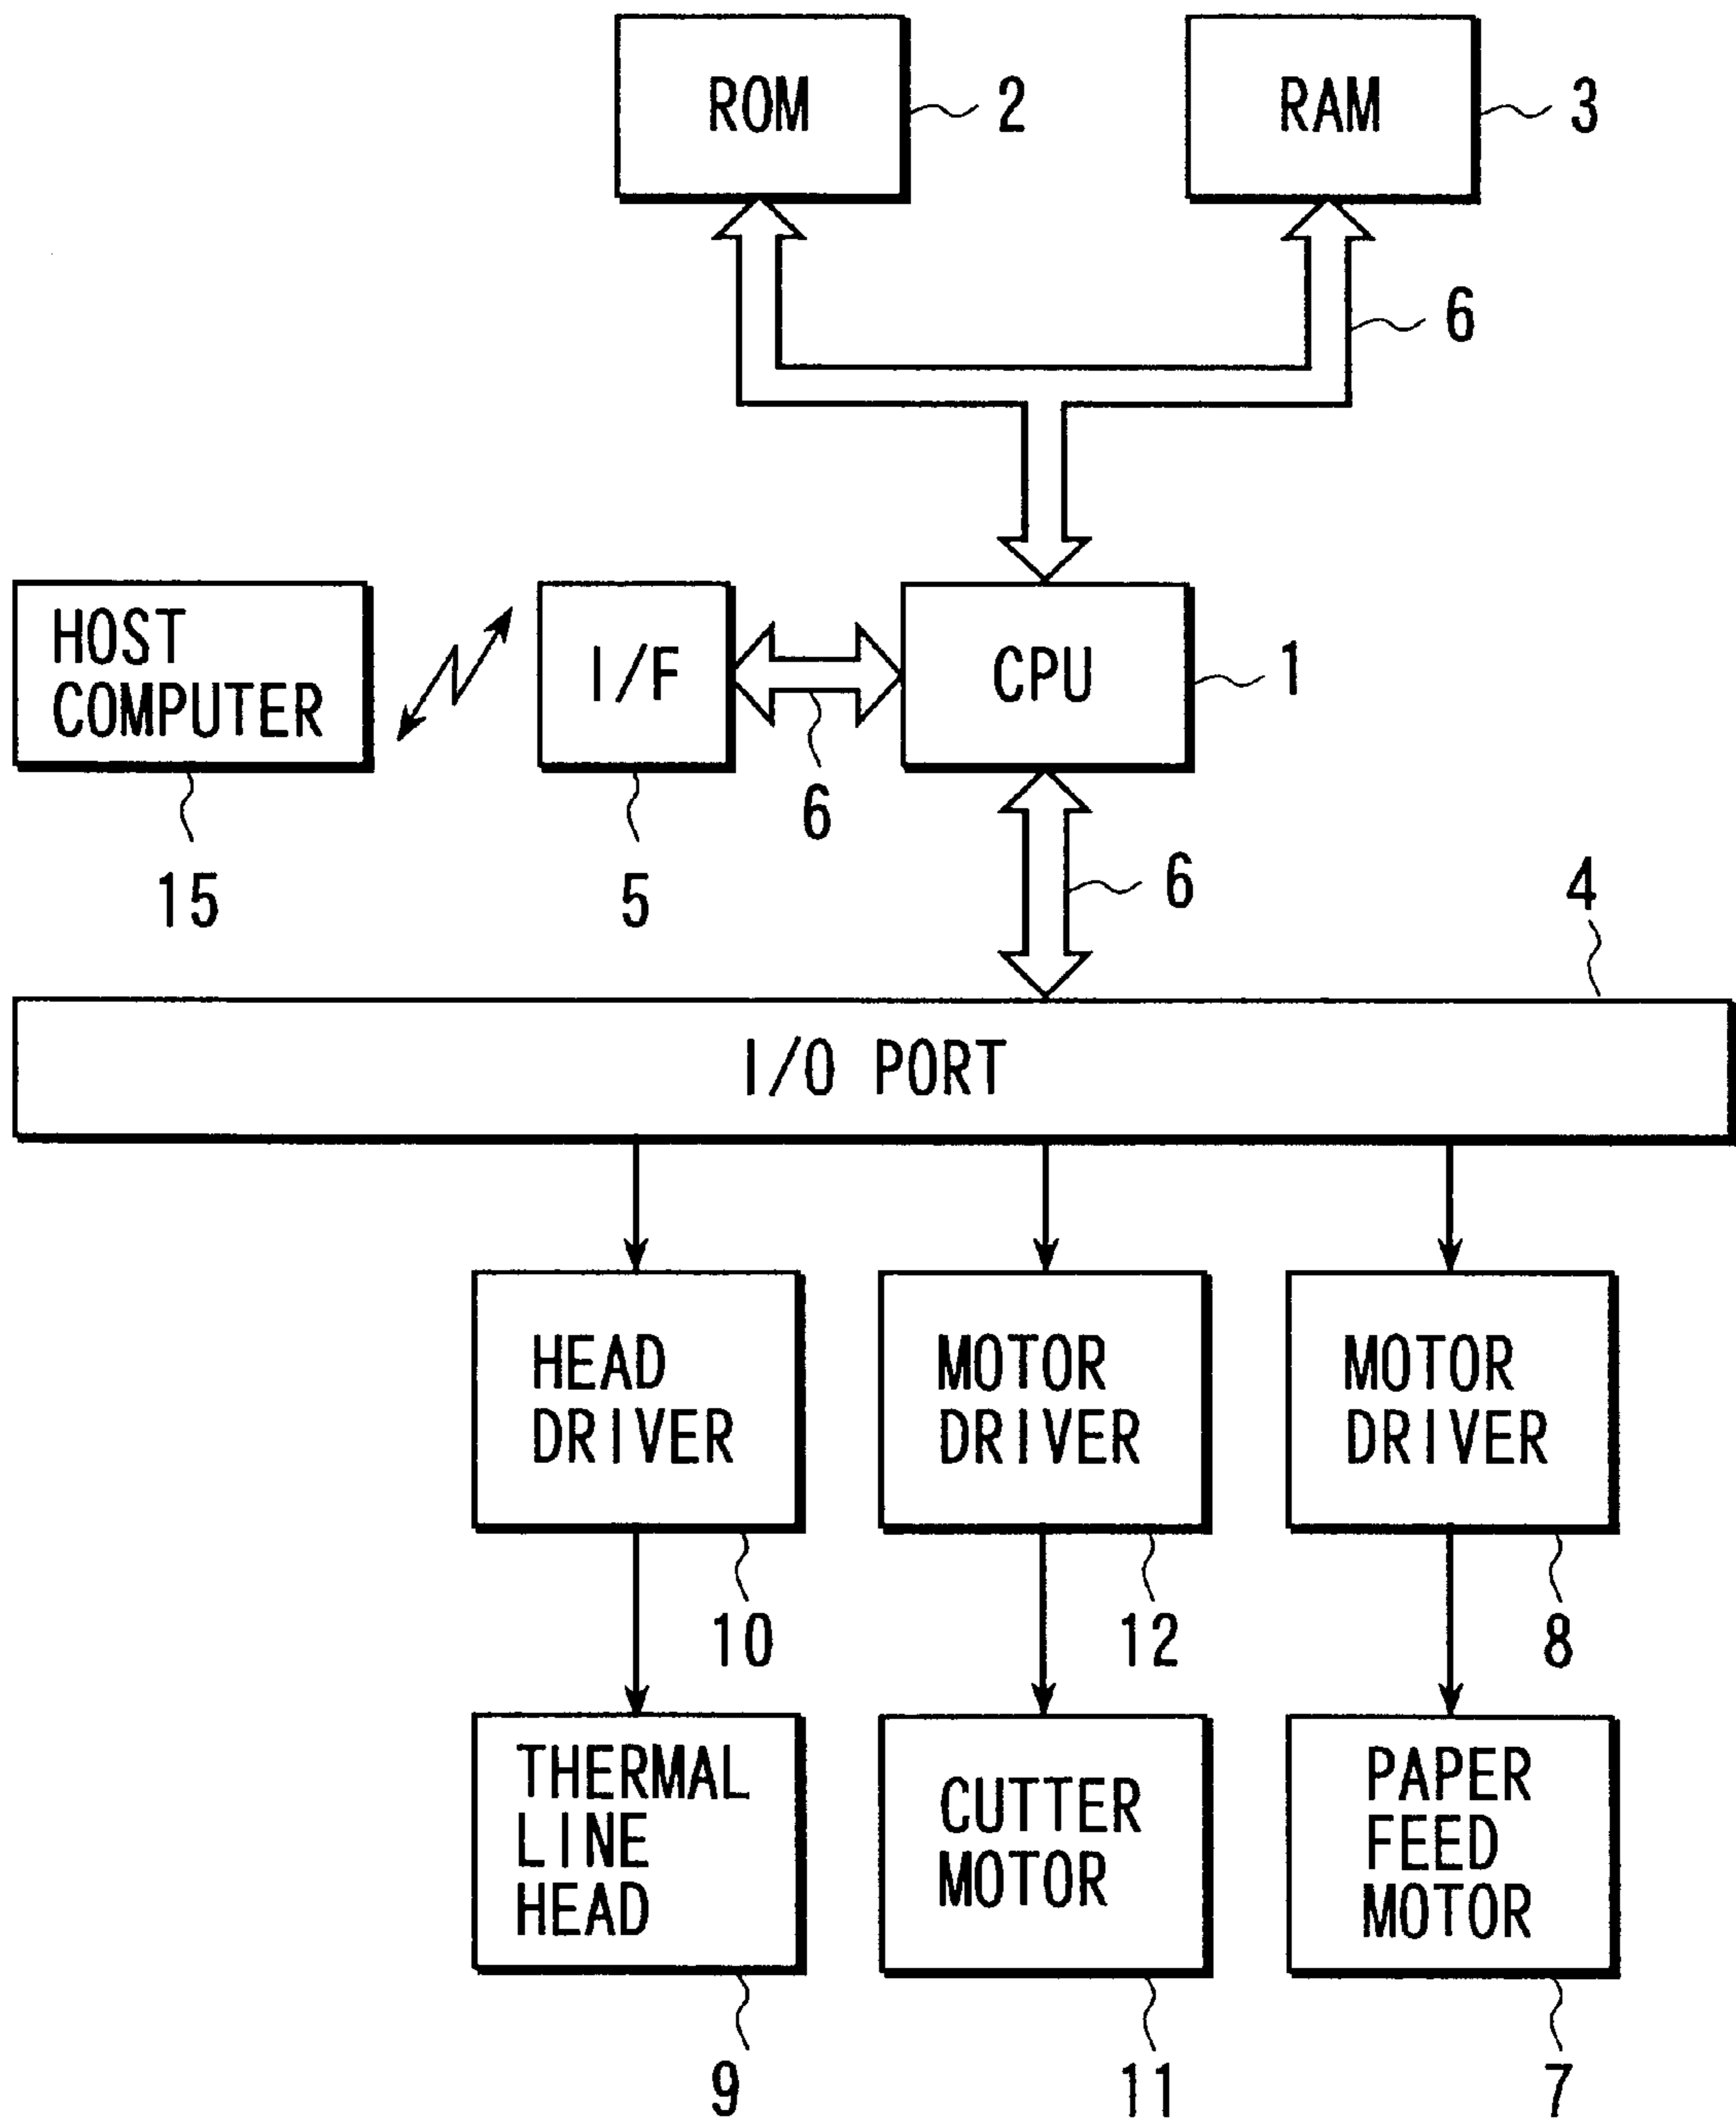 ROM
2
RAM
3
6
HOST
COMPUTER
I/F
CPU
1
6
15
5
6
4
I/O PORT
HEAD
DRIVER
MOTOR
DRIVER
MOTOR
DRIVER
10
12
8
THERMAL
LINE
HEAD
CUTTER
MOTOR
PAPER
FEED
MOTOR
9
11
7